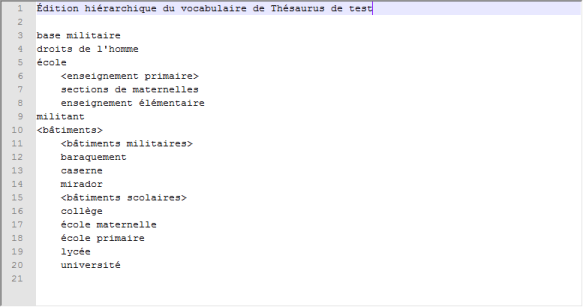 1 Édition hiérarchique du vocabulaire de Thésaurus de test
2
3 base militaire
4 droits de l'homme
5 école
6 <enseignement primaire>
7 sections de maternelles
8 enseignement élémentaire
9 militant
10 <bâtiments>
11 <bâtiments militaires>
12 baraquement
13 caserne
14 mirador
15 <bâtiments scolaires>
16 collège
17 école maternelle
18 école primaire
19 lycée
20 université
21